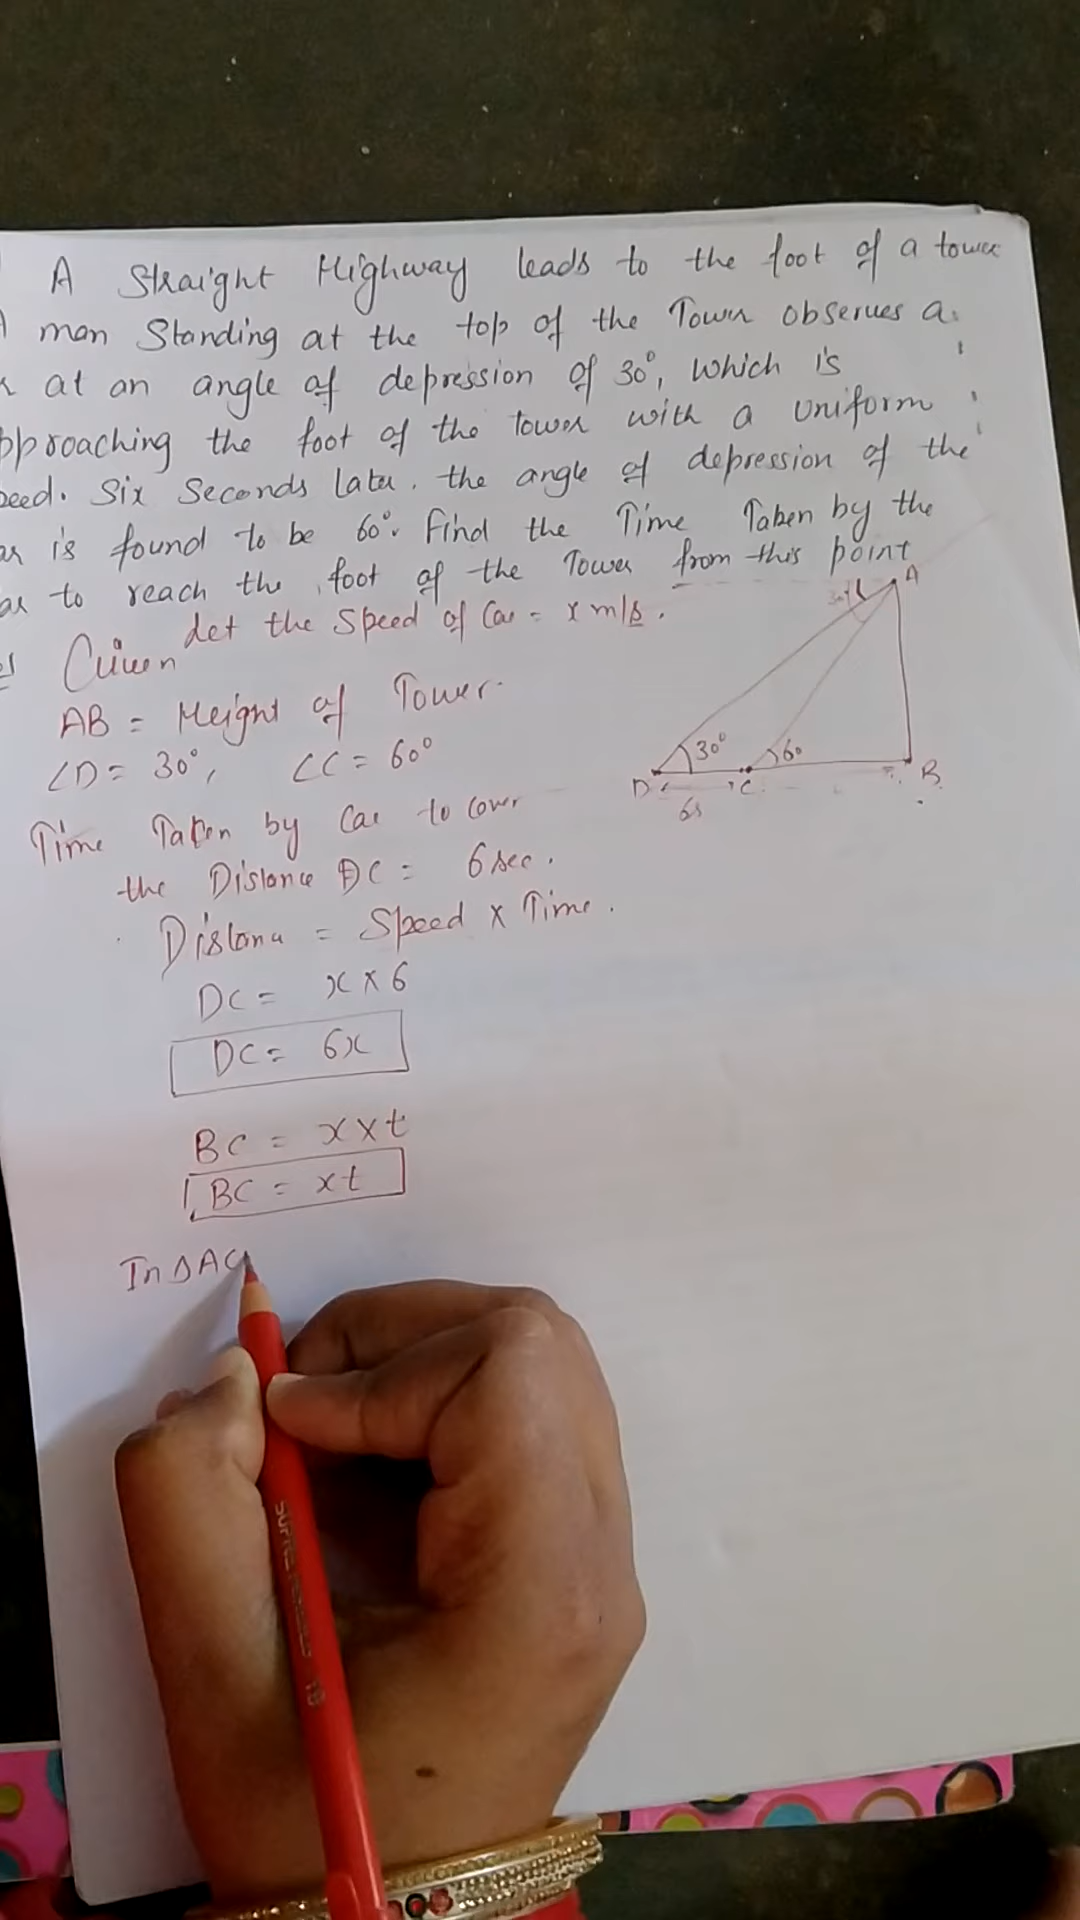 A Straight Highway leads to the foot of a tower
man Standing at the top of the Tower observes a
at an angle of depression of 30°, which is
pproaching the foot of the tower with a uniform
peed. Six Seconds Later, the angle of depression of the
ar is found to be 60°. Find the Time Taken by the
ar to reach the foot of the Tower from this point
Let the Speed of Car = x m/s.
Given
AB = Height of Tower.
∠D = 30°, ∠C = 60°
Time Taken by Car to cover
the Distance DC = 6 sec.
Distance = Speed x Time.
DC = x x 6
DC = 6x
BC = x x t
BC = xt
In Δ AC
A
30°
60
D
C
B
6s